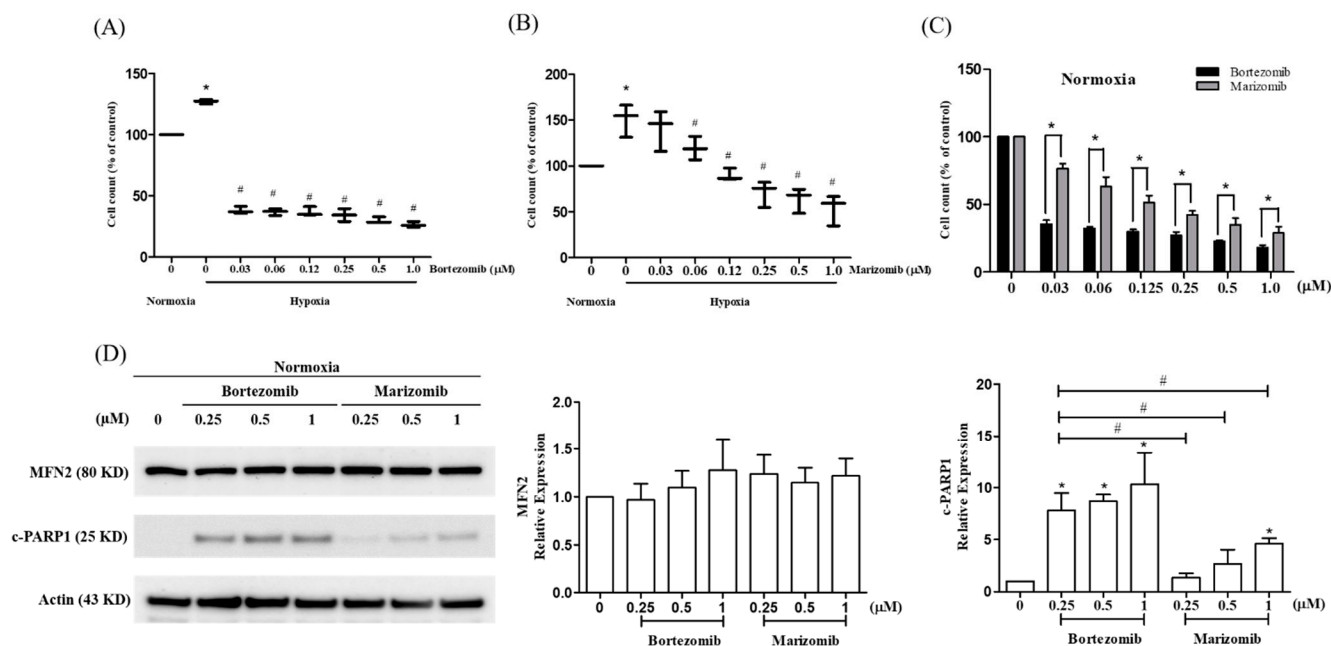 (A)
Cell count (% of control)
150
100
50
0
*
# # # # # #
0 0 0.03 0.06 0.12 0.25 0.5 1.0 Bortezomib (μM)
Normoxia Hypoxia
(B)
Cell count (% of control)
200
150
100
50
0
*
# # # # #
0 0 0.03 0.06 0.12 0.25 0.5 1.0 Marizomib (μM)
Normoxia Hypoxia
(C)
Normoxia
Bortezomib
Marizomib
Cell count (% of control)
150
100
50
0
* * * * * *
0 0.03 0.06 0.125 0.25 0.5 1.0 (μM)
(D)
Normoxia
Bortezomib Marizomib
(μM) 0 0.25 0.5 1 0.25 0.5 1
MFN2 (80 KD)
c-PARP1 (25 KD)
Actin (43 KD)
MFN2
Relative Expression
2.0
1.5
1.0
0.5
0.0
0 0.25 0.5 1 0.25 0.5 1 (μM)
Bortezomib Marizomib
c-PARP1
Relative Expression
20
15
10
5
0
#
#
#
* * * *
0 0.25 0.5 1 0.25 0.5 1 (μM)
Bortezomib Marizomib